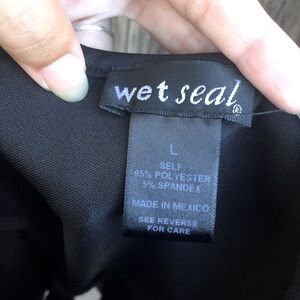 wet seal®
L
SELF
95% POLYESTER
5% SPANDEX
MADE IN MEXICO
SEE REVERSE
FOR CARE